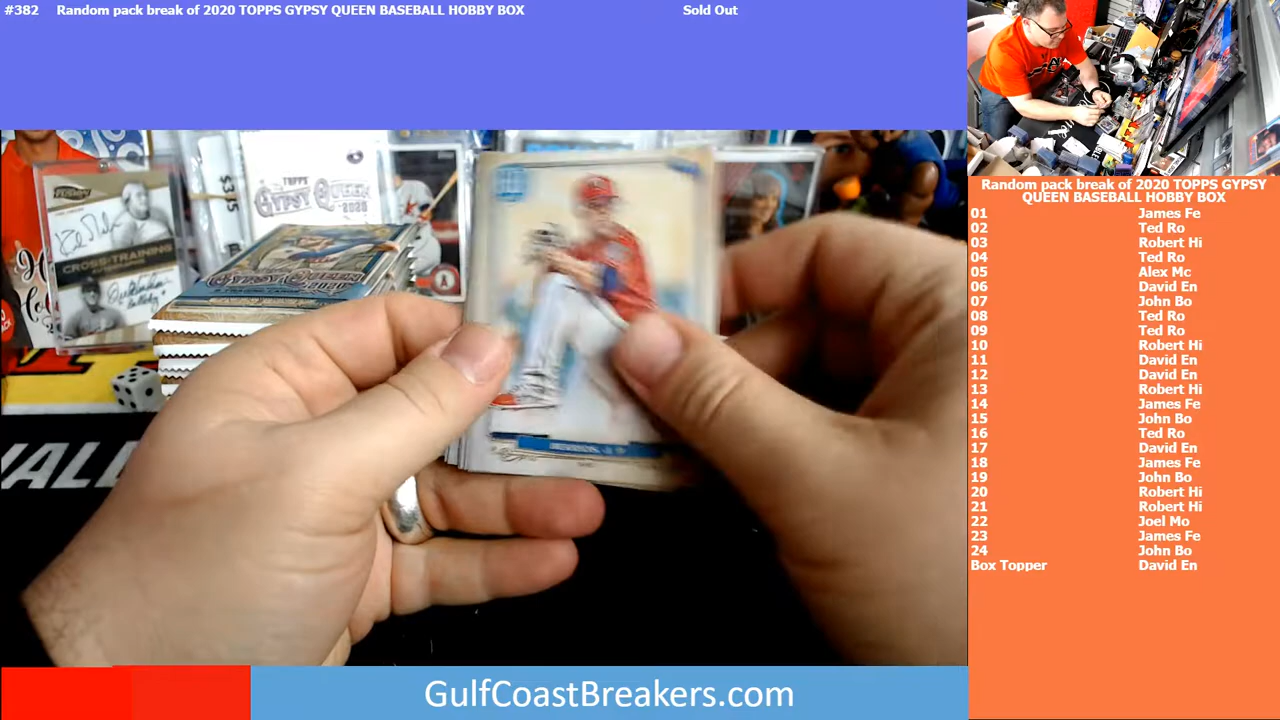 #382 Random pack break of 2020 TOPPS GYPSY QUEEN BASEBALL HOBBY BOX Sold Out
Random pack break of 2020 TOPPS GYPSY
QUEEN BASEBALL HOBBY BOX
01 James Fe
02 Ted Ro
03 Robert Hi
04 Ted Ro
05 Alex Mc
06 David En
07 John Bo
08 Ted Ro
09 Ted Ro
10 Robert Hi
11 David En
12 David En
13 Robert Hi
14 James Fe
15 John Bo
16 Ted Ro
17 David En
18 James Fe
19 John Bo
20 Robert Hi
21 Robert Hi
22 Joel Mo
23 James Fe
24 John Bo
Box Topper David En
$315
TOPPS
GYPSY QUEEN
2020
CROSS-TRAINING
GYPSY QUEEN
GulfCoastBreakers.com